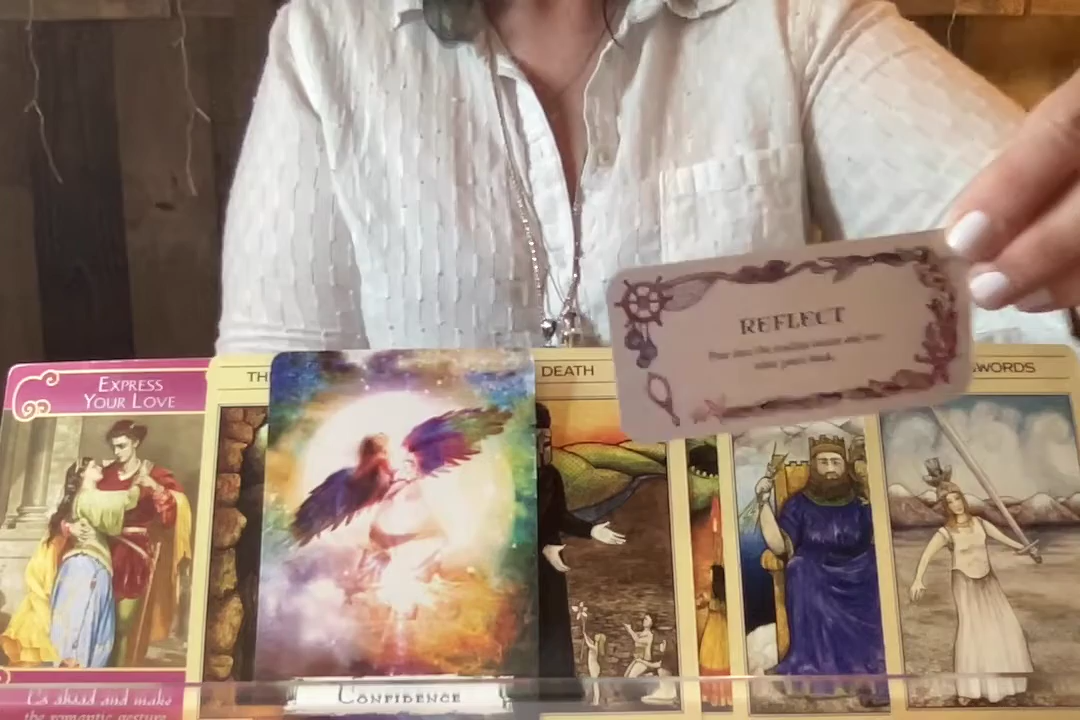 EXPRESS
YOUR LOVE
TH
DEATH
REFLECT
SWORDS
Go ahead and make
the romantic gesture
CONFIDENCE